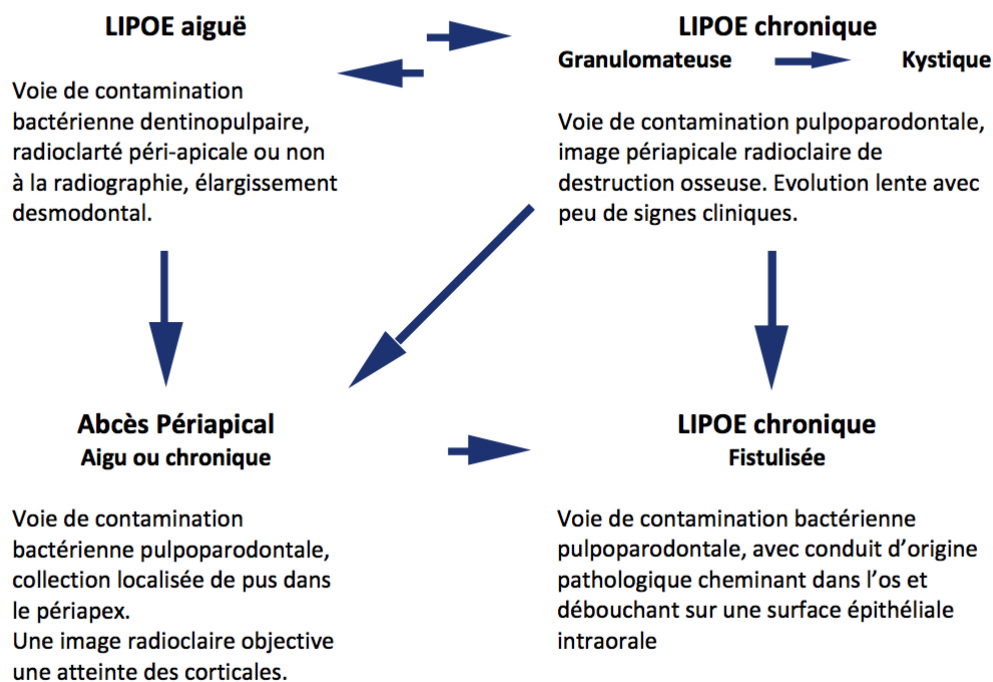 LIPOE aiguë
Voie de contamination
bactérienne dentinopulpaire,
radioclarté péri-apicale ou non
à la radiographie, élargissement
desmodontal.
LIPOE chronique
Granulomateuse Kystique
Voie de contamination pulpoparodontale,
image périapicale radioclaire de
destruction osseuse. Evolution lente avec
peu de signes cliniques.
Abcès Périapical
Aigu ou chronique
Voie de contamination
bactérienne pulpoparodontale,
collection localisée de pus dans
le périapex.
Une image radioclaire objective
une atteinte des corticales.
LIPOE chronique
Fistulisée
Voie de contamination bactérienne
pulpoparodontale, avec conduit d’origine
pathologique cheminant dans l’os et
débouchant sur une surface épithéliale
intraorale